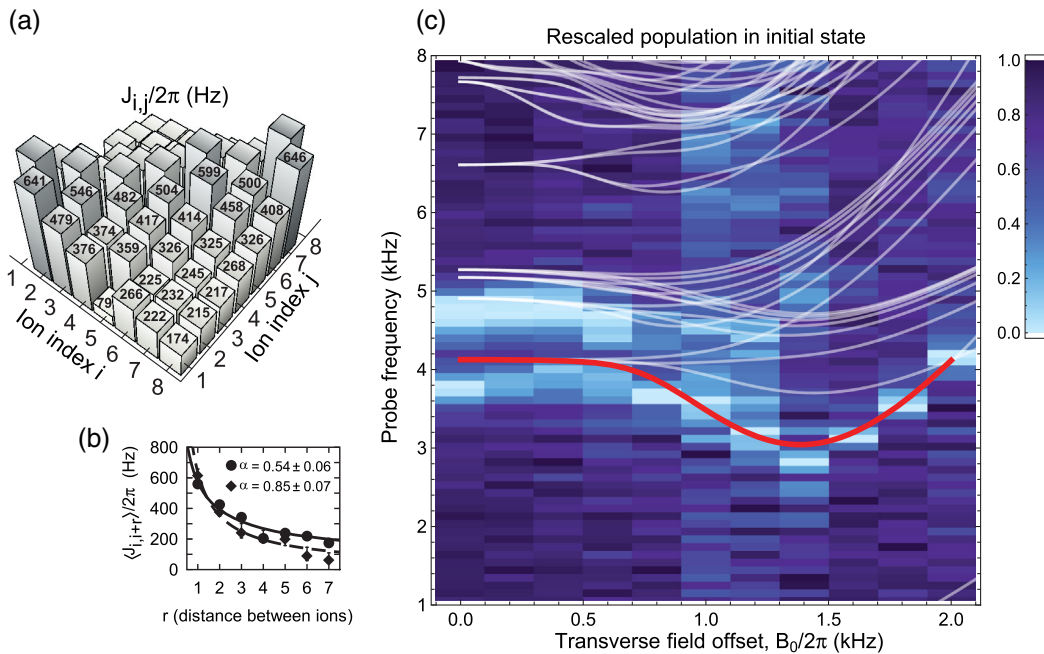 (a)
J_{i,j}/2π (Hz)
641 546 482 504 599 500 646
479 374 417 414 458 408
376 359 326 325 326
79 225 245 268
266 232 217
222 215
174
1 2 3 4 5 6 7 8
Ion index i
1 2 3 4 5 6 7 8
Ion index j
(b)
800
600
400
200
0
⟨J_{i,i+r}⟩/2π (Hz)
α = 0.54 ± 0.06
α = 0.85 ± 0.07
1 2 3 4 5 6 7
r (distance between ions)
(c)
Rescaled population in initial state
8
7
6
5
4
3
2
1
Probe frequency (kHz)
0.0 0.5 1.0 1.5 2.0
Transverse field offset, B₀/2π (kHz)
1.0
0.8
0.6
0.4
0.2
0.0